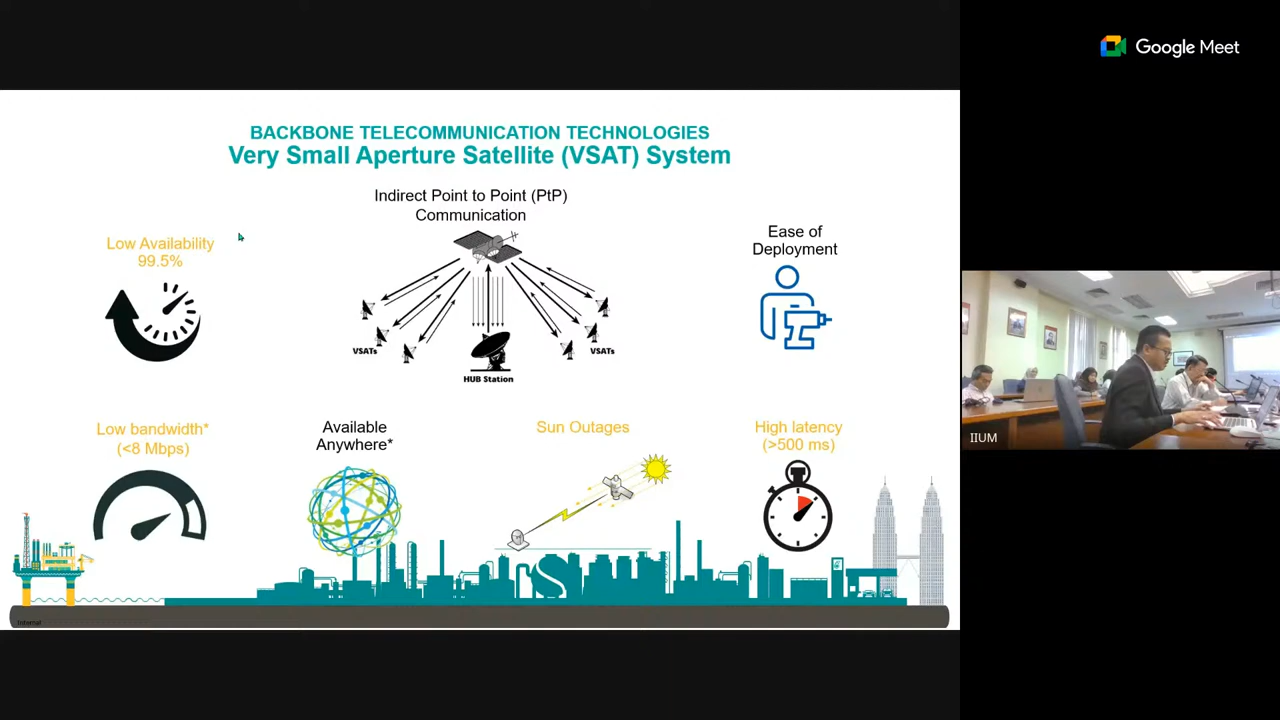 Google Meet
BACKBONE TELECOMMUNICATION TECHNOLOGIES
Very Small Aperture Satellite (VSAT) System
Indirect Point to Point (PtP)
Communication
Low Availability
99.5%
Ease of
Deployment
VSATs
VSATs
HUB Station
Low bandwidth*
(<8 Mbps)
Available
Anywhere*
Sun Outages
High latency
(>500 ms)
Internal
IIUM